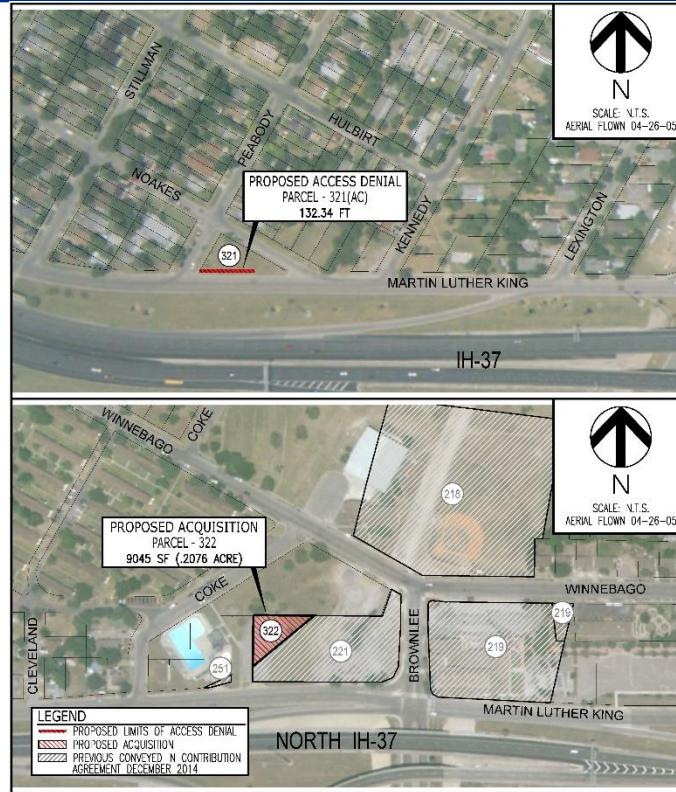 N
SCALE: N.T.S.
AERIAL FLOWN 04-26-05
STILLMAN
PEABODY
HULBIRT
NOAKES
PROPOSED ACCESS DENIAL
PARCEL - 321(AC)
132.34 FT
KENNEDY
LEXINGTON
321
MARTIN LUTHER KING
IH-37
WINNEBAGO
COKE
N
SCALE: N.T.S.
AERIAL FLOWN 04-26-05
218
PROPOSED ACQUISITION
PARCEL - 322
9045 SF (.2076 ACRE)
COKE
WINNEBAGO
CLEVELAND
322
219
221
BROWNLEE
219
251
MARTIN LUTHER KING
NORTH IH-37
LEGEND
PROPOSED LIMITS OF ACCESS DENIAL
PROPOSED ACQUISITION
PREVIOUS CONVEYED IN CONTRIBUTION
AGREEMENT DECEMBER 2014